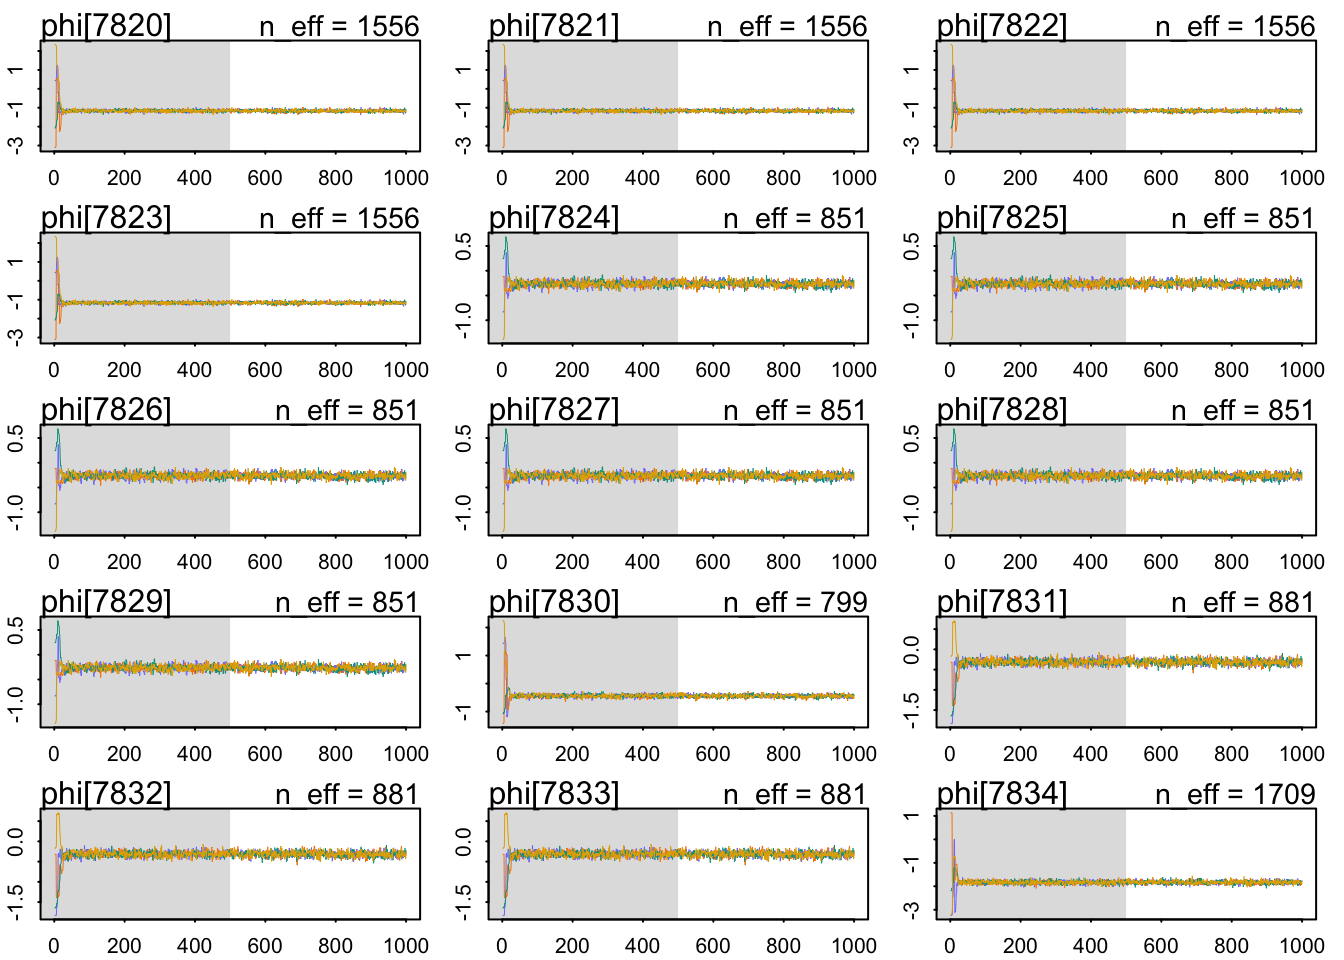 phi[7820] n_eff = 1556 phi[7821] n_eff = 1556 phi[7822] n_eff = 1556
1 1 1
-1 -1 -1
-3 -3 -3
0 200 400 600 800 1000 0 200 400 600 800 1000 0 200 400 600 800 1000
phi[7823] n_eff = 1556 phi[7824] n_eff = 851 phi[7825] n_eff = 851
1 0.5 0.5
-1
-3 -1.0 -1.0
0 200 400 600 800 1000 0 200 400 600 800 1000 0 200 400 600 800 1000
phi[7826] n_eff = 851 phi[7827] n_eff = 851 phi[7828] n_eff = 851
0.5 0.5 0.5
-1.0 -1.0 -1.0
0 200 400 600 800 1000 0 200 400 600 800 1000 0 200 400 600 800 1000
phi[7829] n_eff = 851 phi[7830] n_eff = 799 phi[7831] n_eff = 881
0.5 1 0.0
-1.0 -1 -1.5
0 200 400 600 800 1000 0 200 400 600 800 1000 0 200 400 600 800 1000
phi[7832] n_eff = 881 phi[7833] n_eff = 881 phi[7834] n_eff = 1709
0.0 0.0 1
-1
-1.5 -1.5 -3
0 200 400 600 800 1000 0 200 400 600 800 1000 0 200 400 600 800 1000